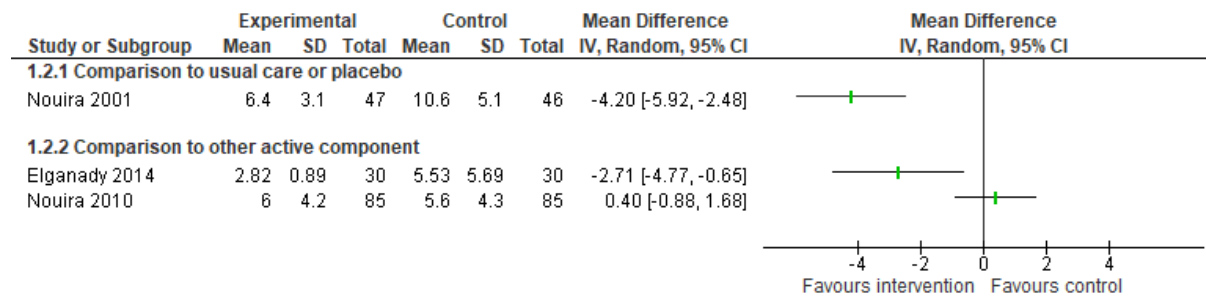 Experimental Control Mean Difference Mean Difference
Study or Subgroup Mean SD Total Mean SD Total IV, Random, 95% CI IV, Random, 95% CI
1.2.1 Comparison to usual care or placebo
Nouira 2001 6.4 3.1 47 10.6 5.1 46 -4.20 [-5.92, -2.48]
1.2.2 Comparison to other active component
Elganady 2014 2.82 0.89 30 5.53 5.69 30 -2.71 [-4.77, -0.65]
Nouira 2010 6 4.2 85 5.6 4.3 85 0.40 [-0.88, 1.68]
-4 -2 0 2 4
Favours intervention Favours control